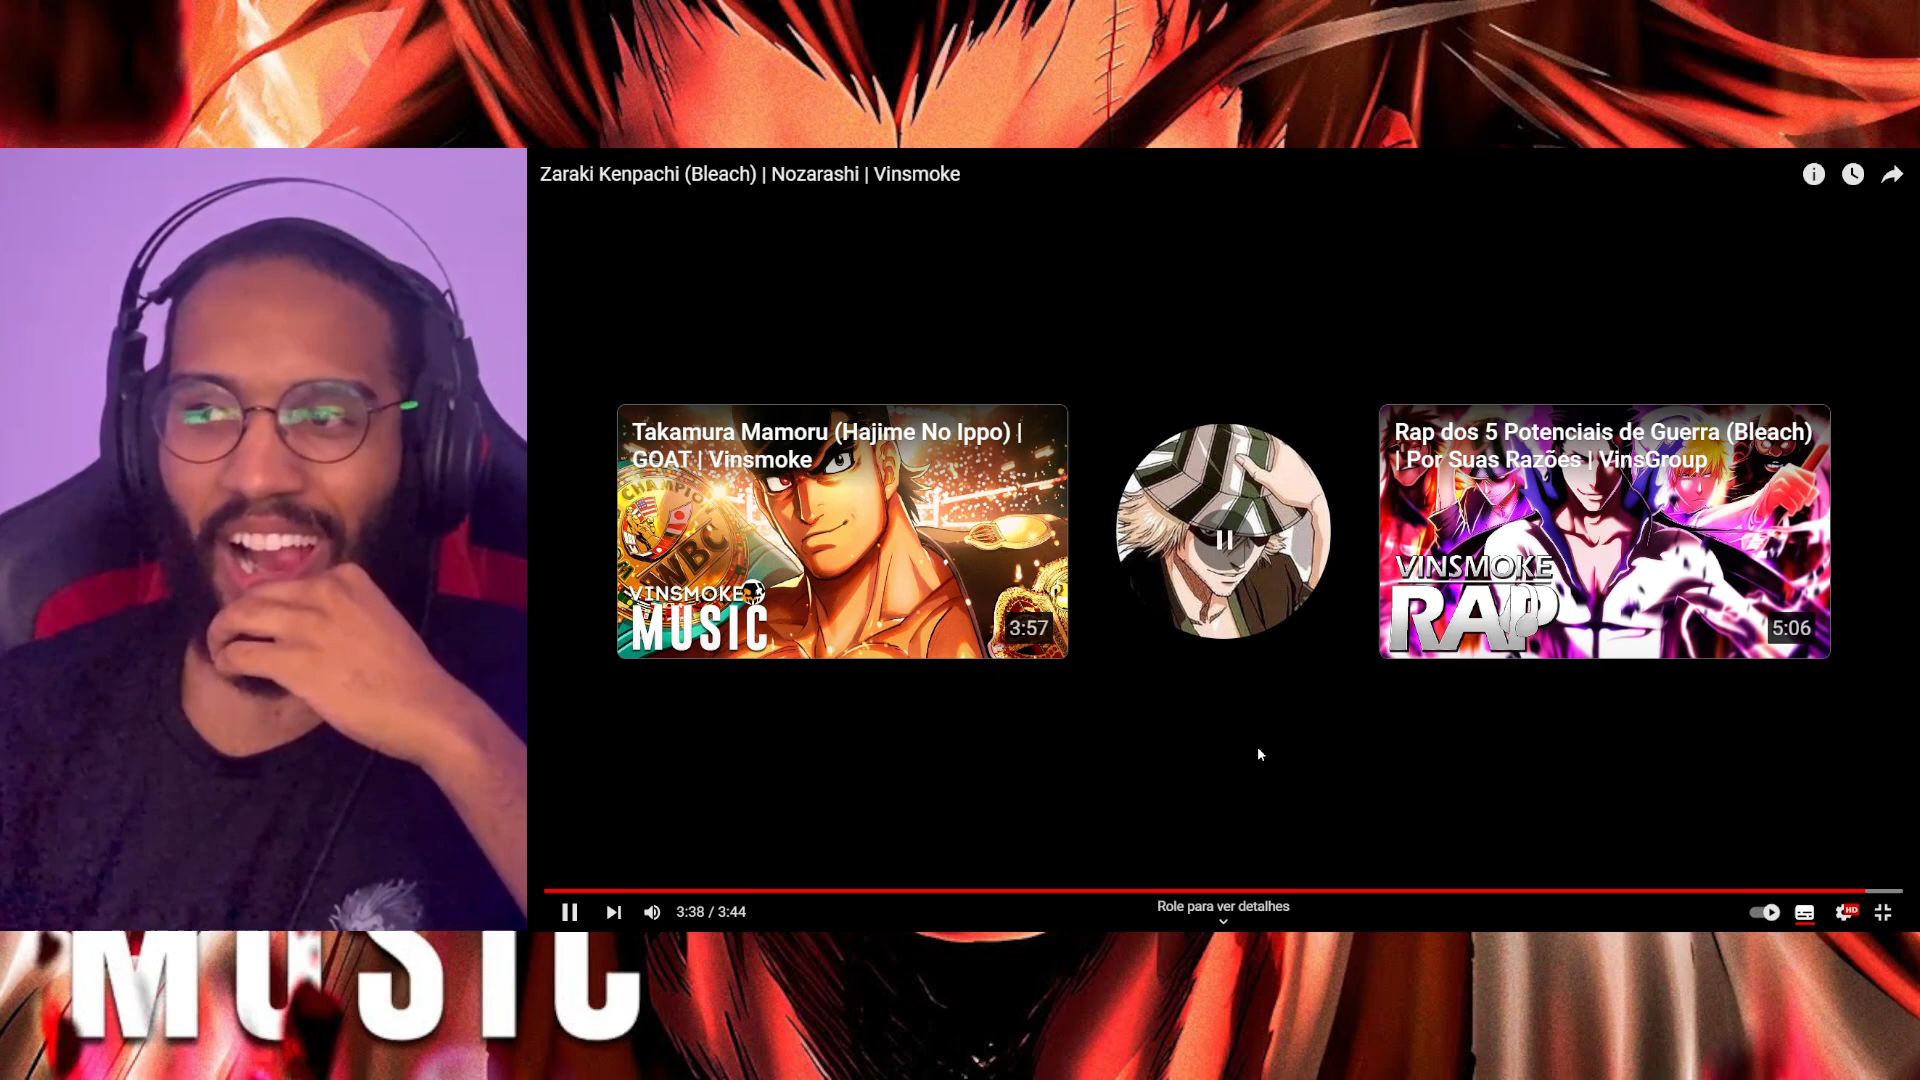 Zaraki Kenpachi (Bleach) | Nozarashi | Vinsmoke
Takamura Mamoru (Hajime No Ippo) |
GOAT | Vinsmoke
CHAMPIO
WBC
VINSMOKE
MUSIC
3:57
Rap dos 5 Potenciais de Guerra (Bleach)
| Por Suas Razões | VinsGroup
VINSMOKE
RAP
5:06
3:38 / 3:44
Role para ver detalhes
HD
MUSIC